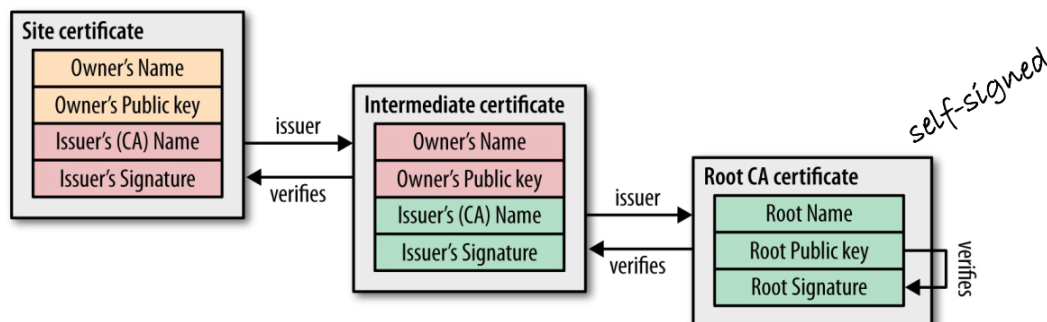 Site certificate
Owner's Name
Owner's Public key
Issuer's (CA) Name
Issuer's Signature
issuer
verifies
Intermediate certificate
Owner's Name
Owner's Public key
Issuer's (CA) Name
Issuer's Signature
issuer
verifies
self-signed
Root CA certificate
Root Name
Root Public key
Root Signature
verifies